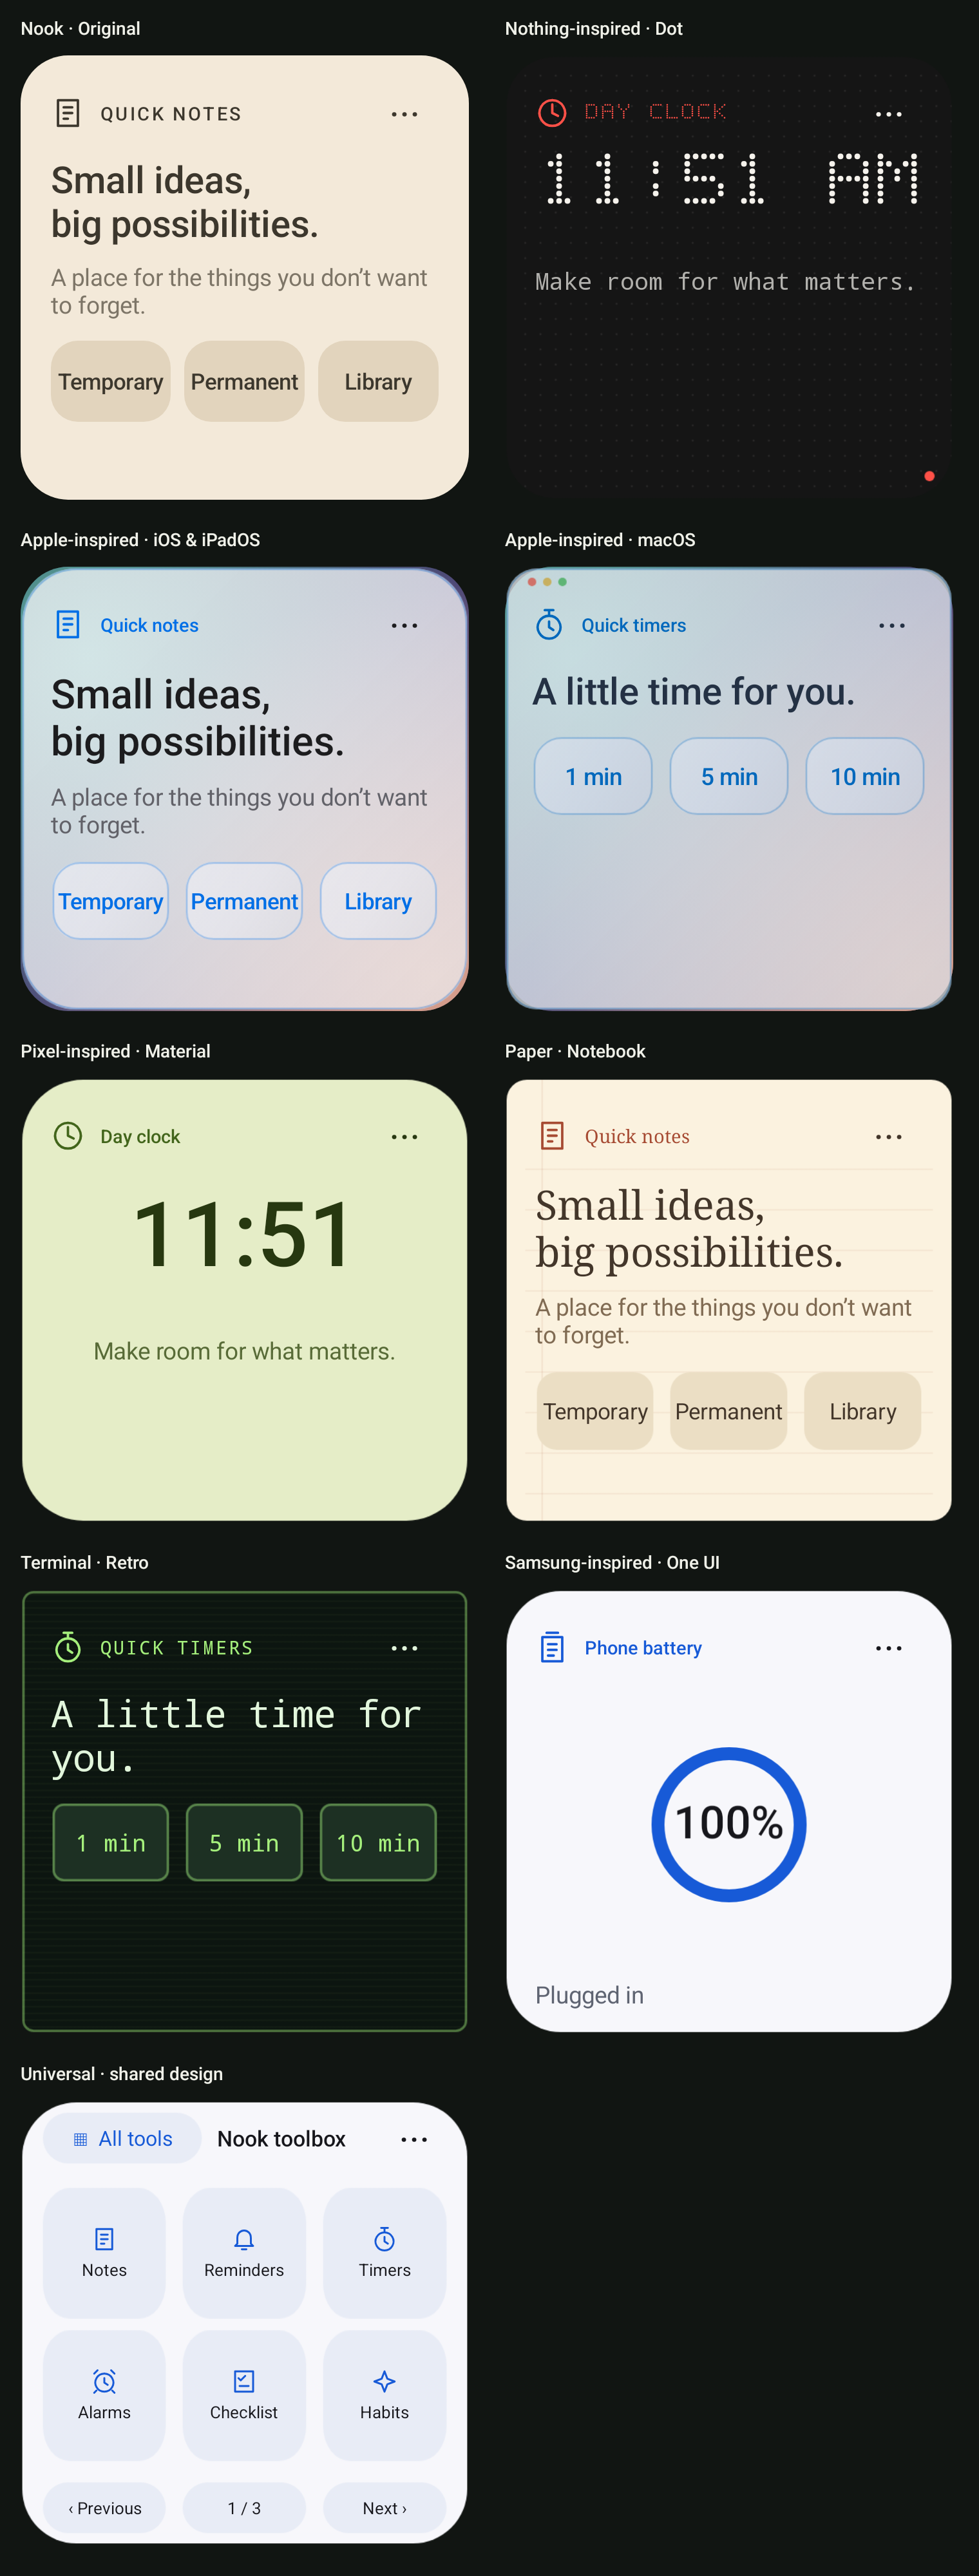 Nook · Original
QUICK NOTES
Small ideas,
big possibilities.
A place for the things you don’t want
to forget.
Temporary Permanent Library
Nothing-inspired · Dot
DAY CLOCK
11:51 AM
Make room for what matters.
Apple-inspired · iOS & iPadOS
Quick notes
Small ideas,
big possibilities.
A place for the things you don’t want
to forget.
Temporary Permanent Library
Apple-inspired · macOS
Quick timers
A little time for you.
1 min 5 min 10 min
Pixel-inspired · Material
Day clock
11:51
Make room for what matters.
Paper · Notebook
Quick notes
Small ideas,
big possibilities.
A place for the things you don’t want
to forget.
Temporary Permanent Library
Terminal · Retro
QUICK TIMERS
A little time for
you.
1 min 5 min 10 min
Samsung-inspired · One UI
Phone battery
100%
Plugged in
Universal · shared design
All tools Nook toolbox
Notes Reminders Timers
Alarms Checklist Habits
‹ Previous 1 / 3 Next ›